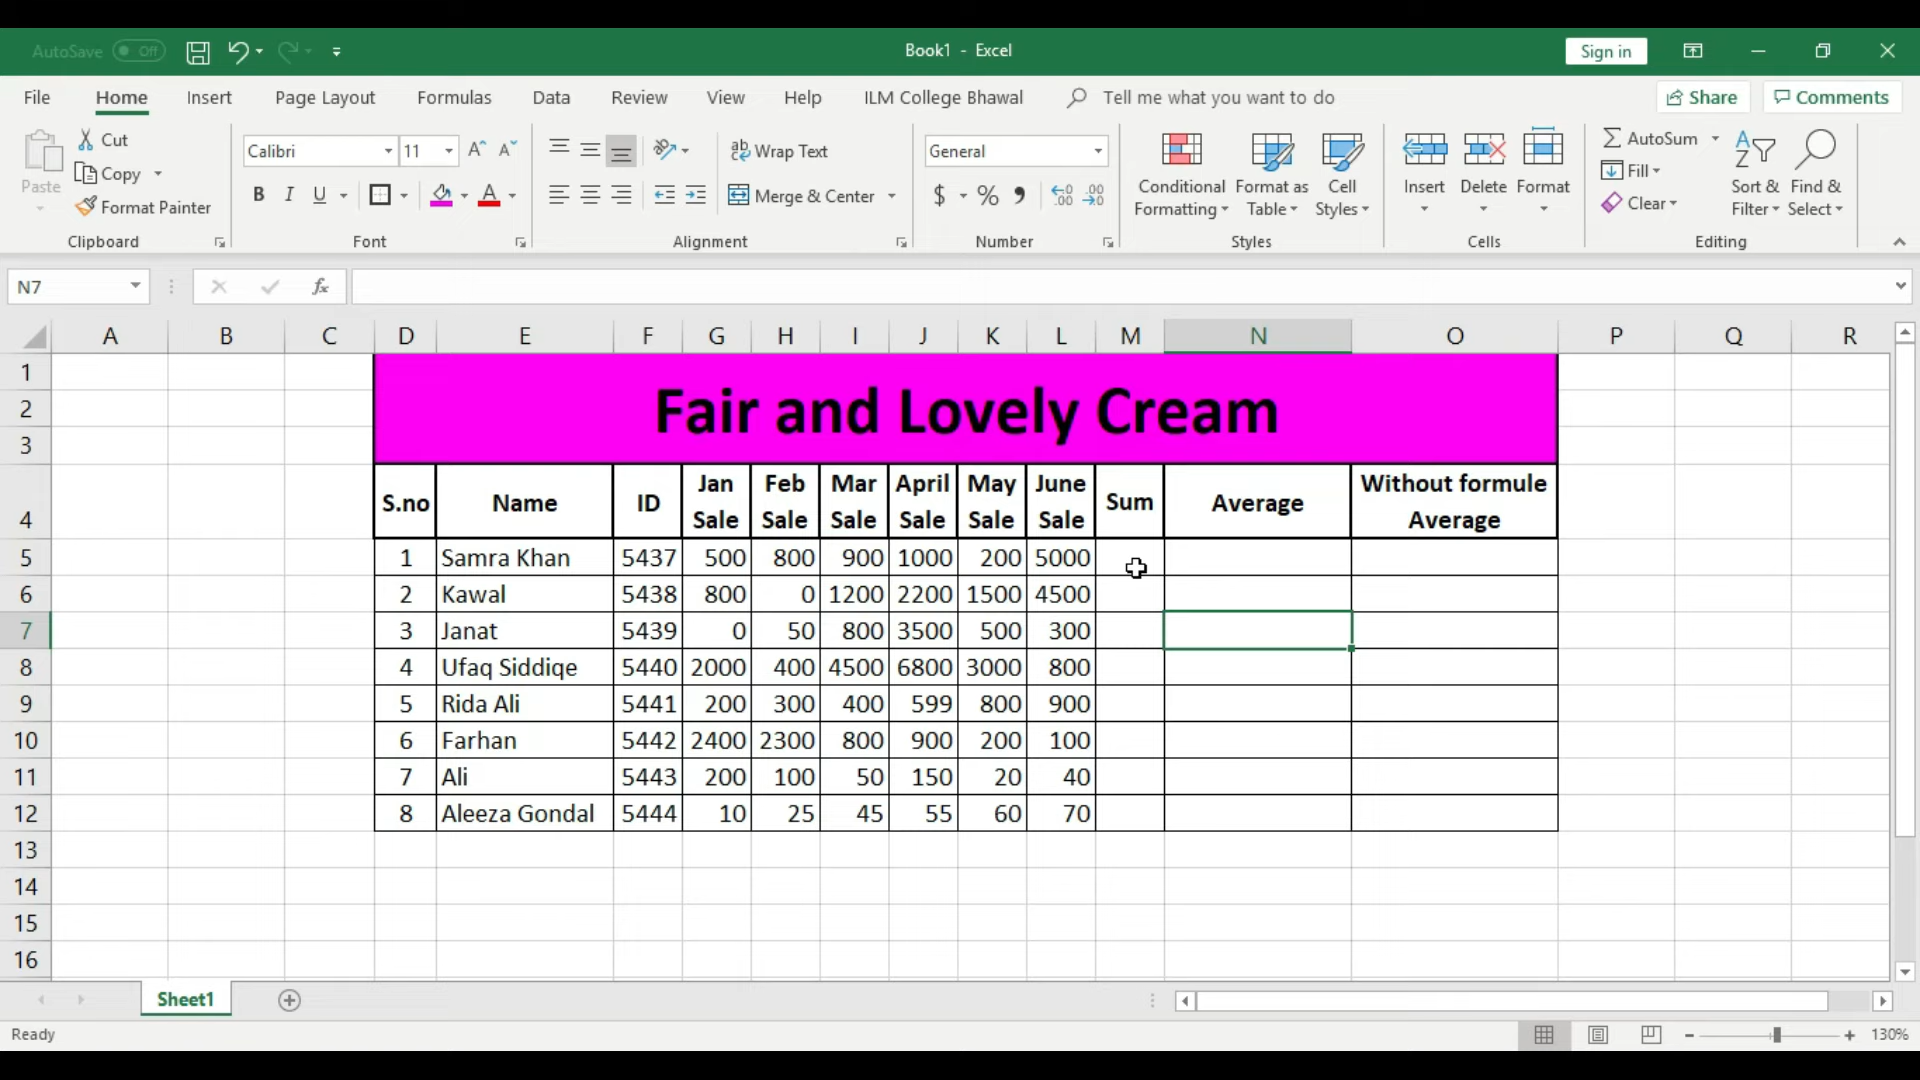 AutoSave Off
Book1 - Excel
Sign in
File Home Insert Page Layout Formulas Data Review View Help ILM College Bhawal Tell me what you want to do Share Comments
Paste
Cut
Copy
Format Painter
Clipboard
Calibri 11
B I U
Font
Wrap Text
Merge & Center
Alignment
General
$ % ,
Number
Conditional Formatting
Format as Table
Cell Styles
Styles
Insert
Delete
Format
Cells
AutoSum
Fill
Clear
Sort & Filter
Find & Select
Editing
N7 fx
A B C D E F G H I J K L M N O P Q R
1
2 Fair and Lovely Cream
3
4 S.no Name ID Jan Sale Feb Sale Mar Sale April Sale May Sale June Sale Sum Average Without formule Average
5 1 Samra Khan 5437 500 800 900 1000 200 5000
6 2 Kawal 5438 800 0 1200 2200 1500 4500
7 3 Janat 5439 0 50 800 3500 500 300
8 4 Ufaq Siddiqe 5440 2000 400 4500 6800 3000 800
9 5 Rida Ali 5441 200 300 400 599 800 900
10 6 Farhan 5442 2400 2300 800 900 200 100
11 7 Ali 5443 200 100 50 150 20 40
12 8 Aleeza Gondal 5444 10 25 45 55 60 70
13
14
15
16
Sheet1
Ready
130%